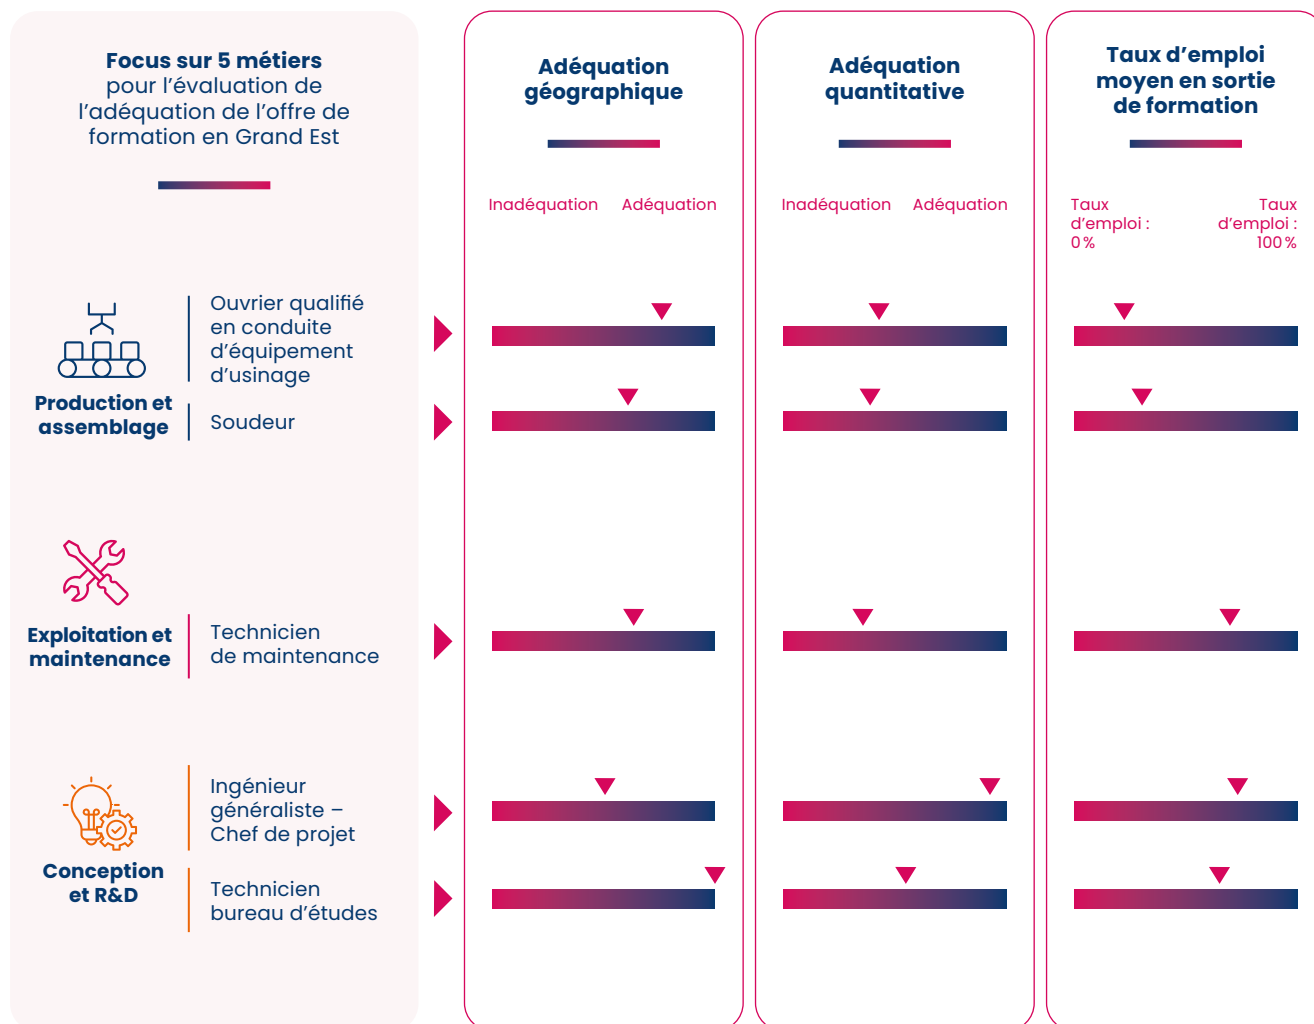 Focus sur 5 métiers
pour l’évaluation de
l’adéquation de l’offre de
formation en Grand Est
Adéquation
géographique
Adéquation
quantitative
Taux d’emploi
moyen en sortie
de formation
Inadéquation
Adéquation
Inadéquation
Adéquation
Taux
d’emploi :
0 %
Taux
d’emploi :
100 %
Production et
assemblage
Ouvrier qualifié
en conduite
d’équipement
d’usinage
Soudeur
Exploitation et
maintenance
Technicien
de maintenance
Conception
et R&D
Ingénieur
généraliste –
Chef de projet
Technicien
bureau d’études